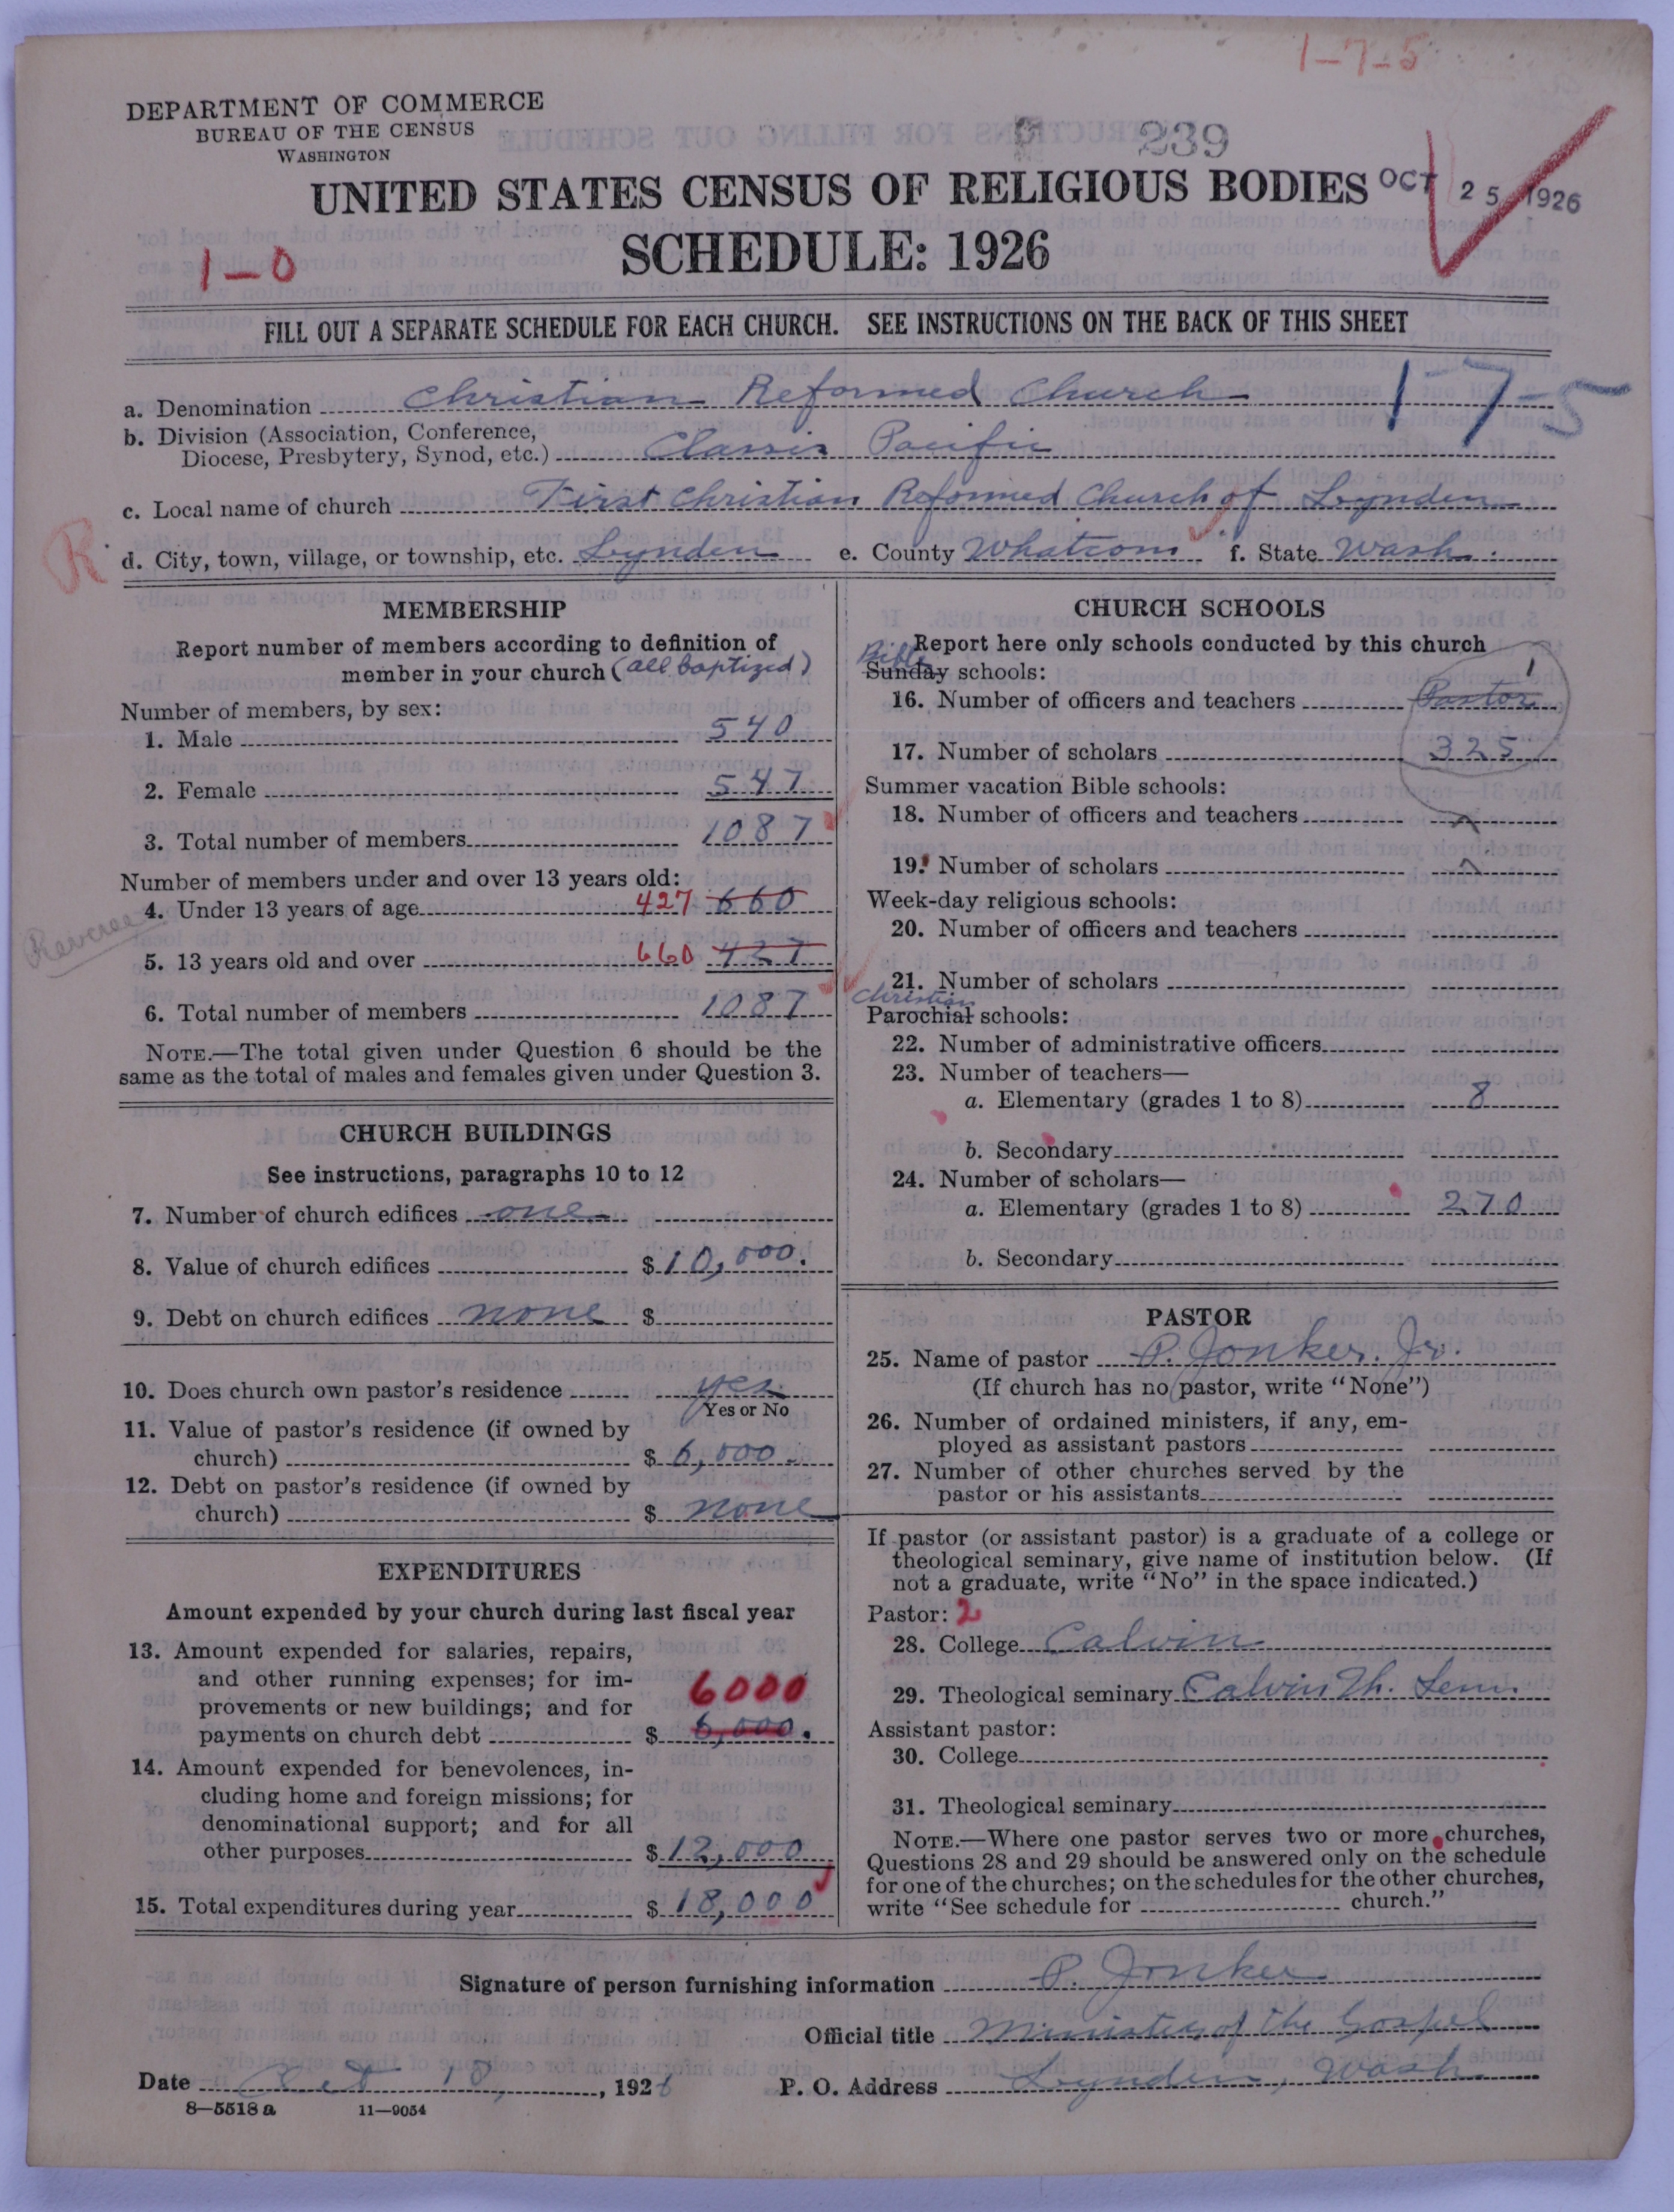 1-7-5
DEPARTMENT OF COMMERCE
BUREAU OF THE CENSUS
WASHINGTON
239
UNITED STATES CENSUS OF RELIGIOUS BODIES
OCT 25 1926
SCHEDULE: 1926
1-0
FILL OUT A SEPARATE SCHEDULE FOR EACH CHURCH. SEE INSTRUCTIONS ON THE BACK OF THIS SHEET
a. Denomination Christian Reformed Church 17-5
b. Division (Association, Conference,
Diocese, Presbytery, Synod, etc.) Classis Pacific
c. Local name of church First Christian Reformed Church of Lynden
R d. City, town, village, or township, etc. Lynden e. County Whatcom f. State Wash.
MEMBERSHIP
Report number of members according to definition of
member in your church (all baptized)
Number of members, by sex:
1. Male 540
2. Female 547
3. Total number of members 1087
Number of members under and over 13 years old:
4. Under 13 years of age 427 660
5. 13 years old and over 660 427
6. Total number of members 1087
NOTE.—The total given under Question 6 should be the
same as the total of males and females given under Question 3.
CHURCH BUILDINGS
See instructions, paragraphs 10 to 12
7. Number of church edifices one
8. Value of church edifices $10,000.
9. Debt on church edifices none $
10. Does church own pastor's residence yes
Yes or No
11. Value of pastor's residence (if owned by
church) $ 6,000
12. Debt on pastor's residence (if owned by
church) $ none
EXPENDITURES
Amount expended by your church during last fiscal year
13. Amount expended for salaries, repairs,
and other running expenses; for im-
provements or new buildings; and for 6000
payments on church debt $ 6,000.
14. Amount expended for benevolences, in-
cluding home and foreign missions; for
denominational support; and for all
other purposes $12,000
15. Total expenditures during year $18,000
CHURCH SCHOOLS
Report here only schools conducted by this church
Bible
Sunday schools: 1
16. Number of officers and teachers Pastor
17. Number of scholars 325
Summer vacation Bible schools:
18. Number of officers and teachers
19. Number of scholars
Week-day religious schools:
20. Number of officers and teachers
21. Number of scholars
Christian
Parochial schools:
22. Number of administrative officers
23. Number of teachers—
a. Elementary (grades 1 to 8) 8
b. Secondary
24. Number of scholars—
a. Elementary (grades 1 to 8) 270
b. Secondary
PASTOR
25. Name of pastor P. Jonker. Jr.
(If church has no pastor, write "None")
26. Number of ordained ministers, if any, em-
ployed as assistant pastors
27. Number of other churches served by the
pastor or his assistants
If pastor (or assistant pastor) is a graduate of a college or
theological seminary, give name of institution below. (If
not a graduate, write "No" in the space indicated.)
Pastor: 2
28. College Calvin
29. Theological seminary Calvin Th. Sem.
Assistant pastor:
30. College
31. Theological seminary
NOTE.—Where one pastor serves two or more churches,
Questions 28 and 29 should be answered only on the schedule
for one of the churches; on the schedules for the other churches,
write "See schedule for church."
Signature of person furnishing information P. Jonker
Official title Minister of the Gospel
Date Oct 18, 1926 P. O. Address Lynden, Wash.
8—5518 a 11—9054